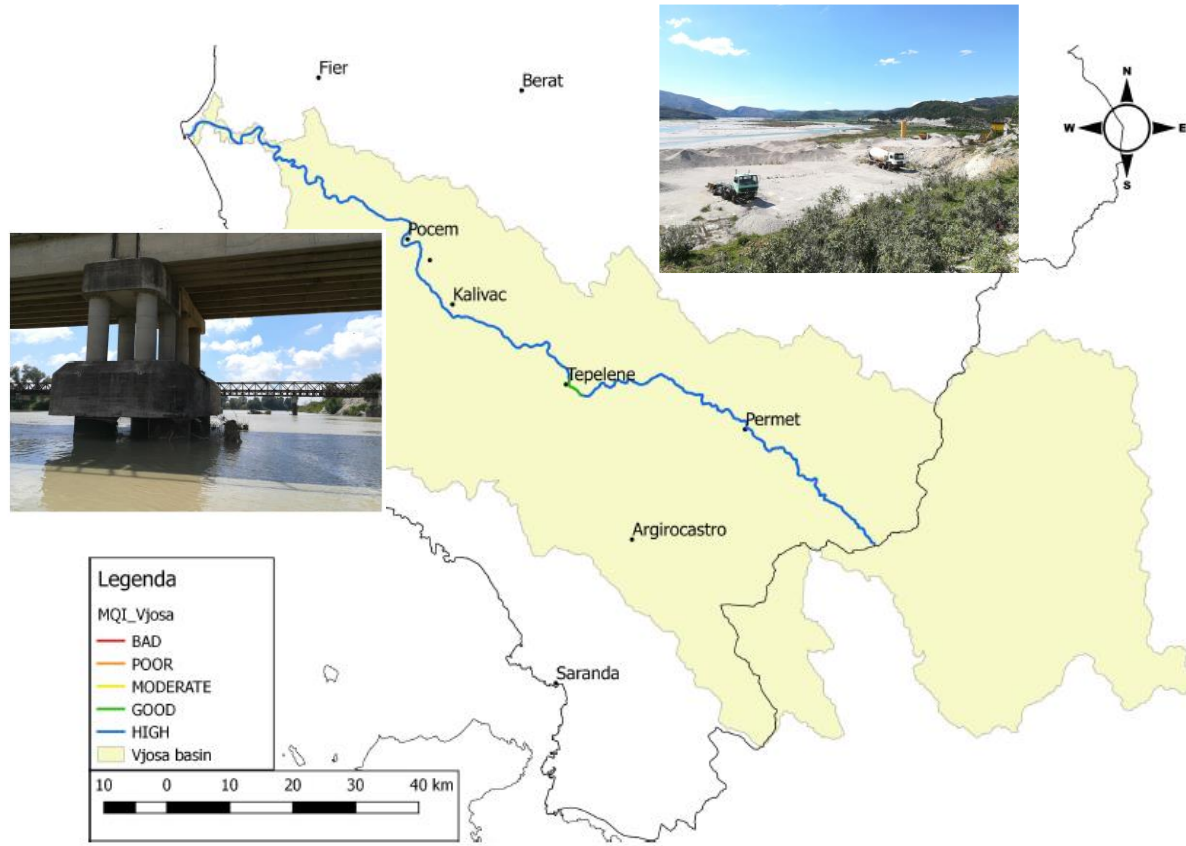 Fier
Berat
N
W
E
S
Pocem
Kalivac
Tepelene
Permet
Argirocastro
Saranda
Legenda
MQI_Vjosa
BAD
POOR
MODERATE
GOOD
HIGH
Vjosa basin
10 0 10 20 30 40 km